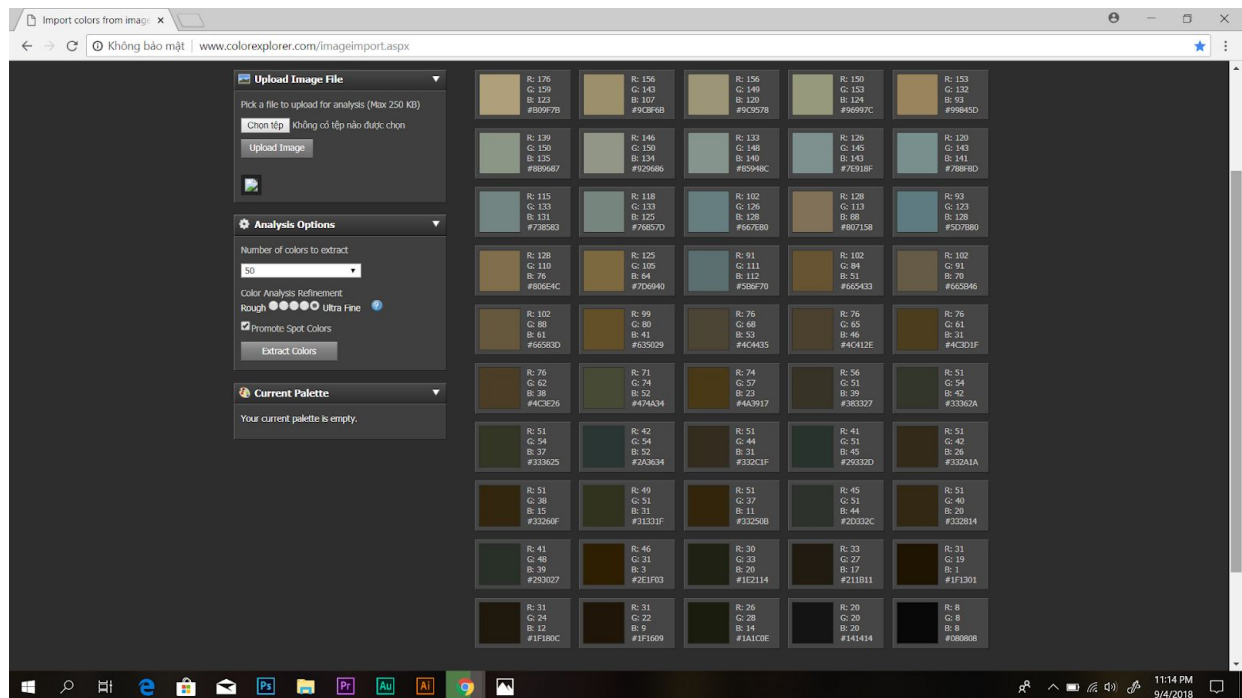 Import colors from image
Không bảo mật | www.colorexplorer.com/imageimport.aspx
Upload Image File
Pick a file to upload for analysis (Max 250 KB)
Chọn tệp Không có tệp nào được chọn
Upload Image
Analysis Options
Number of colors to extract
50
Color Analysis Refinement
Rough Ultra Fine
Promote Spot Colors
Extract Colors
Current Palette
Your current palette is empty.
R: 176
G: 159
B: 123
#B09F7B
R: 156
G: 143
B: 107
#9C8F6B
R: 156
G: 149
B: 120
#9C9578
R: 150
G: 153
B: 124
#96997C
R: 153
G: 132
B: 93
#99845D
R: 139
G: 150
B: 135
#8B9687
R: 146
G: 150
B: 134
#929686
R: 133
G: 148
B: 140
#85948C
R: 126
G: 145
B: 143
#7E918F
R: 120
G: 143
B: 141
#788F8D
R: 115
G: 133
B: 131
#738583
R: 118
G: 133
B: 125
#76857D
R: 102
G: 126
B: 128
#667E80
R: 128
G: 113
B: 88
#807158
R: 93
G: 123
B: 128
#5D7B80
R: 128
G: 110
B: 76
#806E4C
R: 125
G: 105
B: 64
#7D6940
R: 91
G: 111
B: 112
#5B6F70
R: 102
G: 84
B: 51
#665433
R: 102
G: 91
B: 70
#665B46
R: 102
G: 88
B: 61
#66583D
R: 99
G: 80
B: 41
#635029
R: 76
G: 68
B: 53
#4C4435
R: 76
G: 65
B: 46
#4C412E
R: 76
G: 61
B: 31
#4C3D1F
R: 76
G: 62
B: 38
#4C3E26
R: 71
G: 74
B: 52
#474A34
R: 74
G: 57
B: 23
#4A3917
R: 56
G: 51
B: 39
#383327
R: 51
G: 54
B: 42
#33362A
R: 51
G: 54
B: 37
#333625
R: 42
G: 54
B: 52
#2A3634
R: 51
G: 44
B: 31
#332C1F
R: 41
G: 51
B: 45
#29332D
R: 51
G: 42
B: 26
#332A1A
R: 51
G: 38
B: 15
#33260F
R: 49
G: 51
B: 31
#31331F
R: 51
G: 37
B: 11
#33250B
R: 45
G: 51
B: 44
#2D332C
R: 51
G: 40
B: 20
#332814
R: 41
G: 48
B: 39
#293027
R: 46
G: 31
B: 3
#2E1F03
R: 30
G: 33
B: 20
#1E2114
R: 33
G: 27
B: 17
#211B11
R: 31
G: 19
B: 1
#1F1301
R: 31
G: 24
B: 12
#1F180C
R: 31
G: 22
B: 9
#1F1609
R: 26
G: 28
B: 14
#1A1C0E
R: 20
G: 20
B: 20
#141414
R: 8
G: 8
B: 8
#080808
Ps
Pr
Au
Ai
11:14 PM
9/4/2018